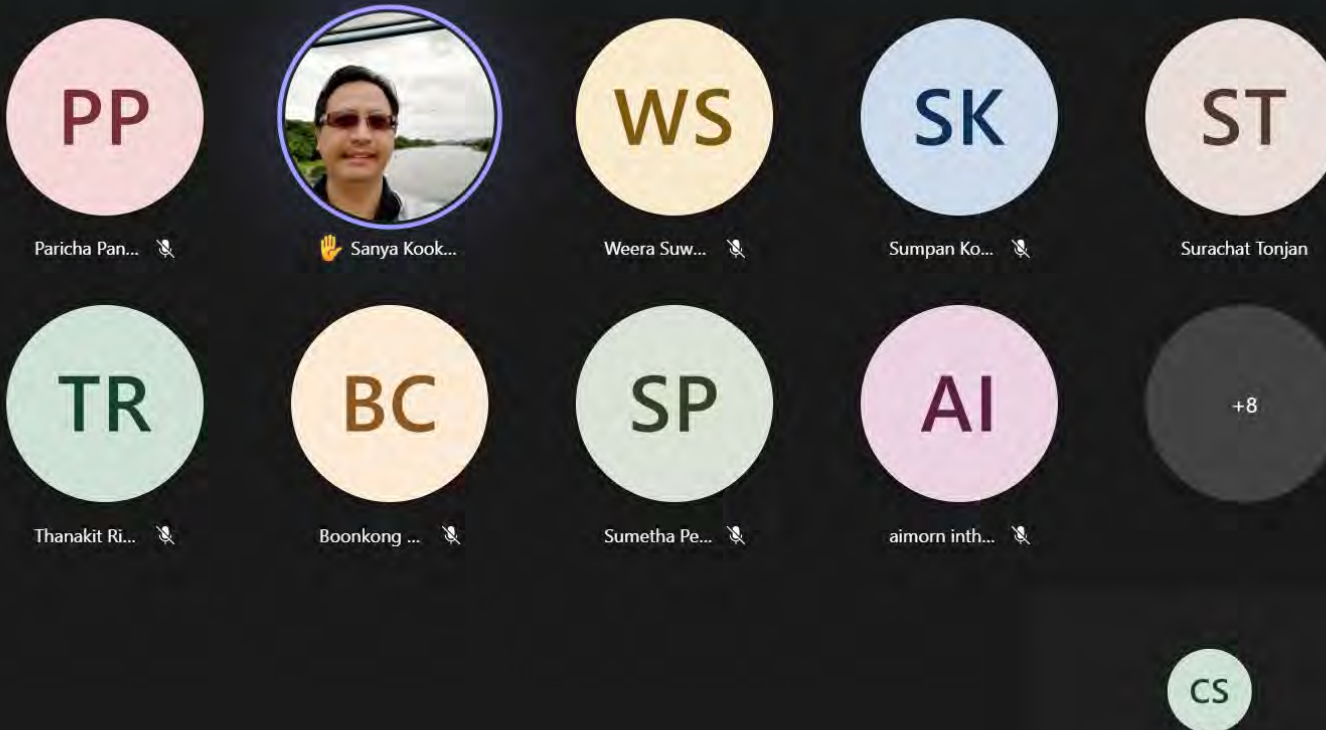 PP
WS
SK
ST
Paricha Pan...
Sanya Kook...
Weera Suw...
Sumpan Ko...
Surachat Tonjan
TR
BC
SP
AI
+8
Thanakit Ri...
Boonkong ...
Sumetha Pe...
aimorn inth...
CS